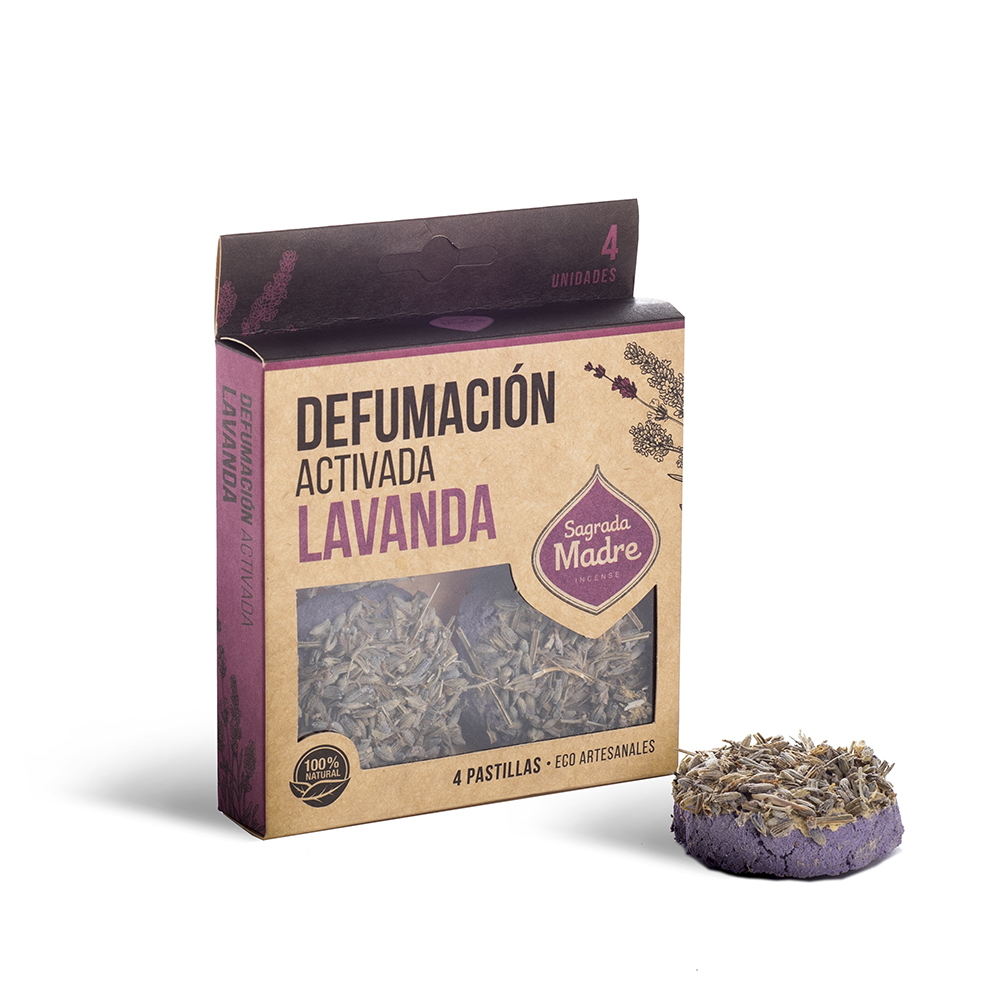 4
UNIDADES
DEFUMACIÓN
ACTIVADA
LAVANDA
Sagrada
Madre
INCENSE
100%
NATURAL
4 PASTILLAS • ECO ARTESANALES
DEFUMACIÓN ACTIVADA
LAVANDA